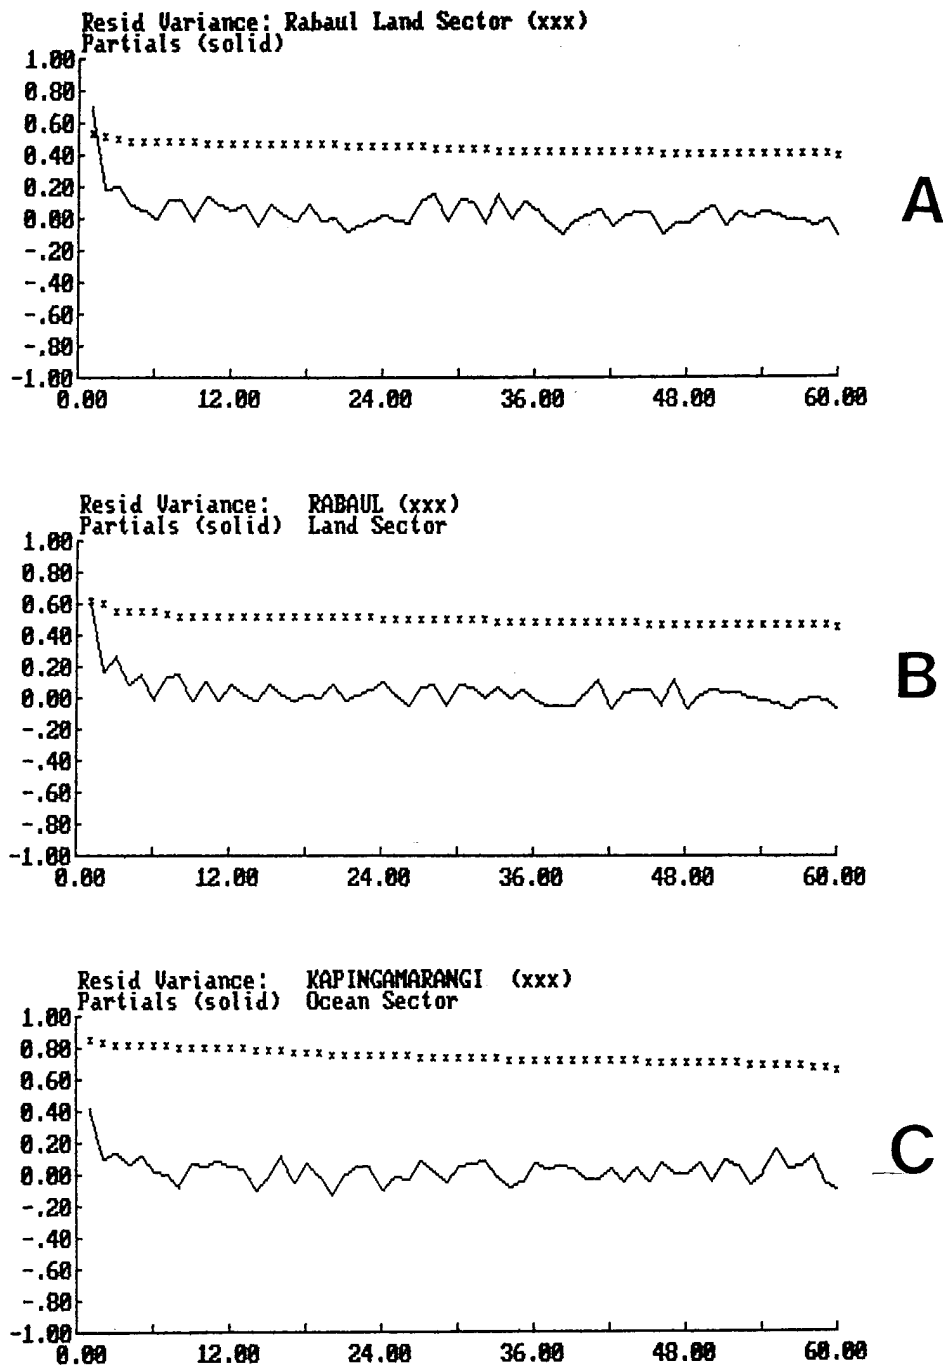 Resid Variance: Rabaul Land Sector (xxx)
Partials (solid)
1.00
0.80
0.60
0.40
0.20
0.00
-.20
-.40
-.60
-.80
-1.00
0.00 12.00 24.00 36.00 48.00 60.00
A
Resid Variance: RABAUL (xxx)
Partials (solid) Land Sector
1.00
0.80
0.60
0.40
0.20
0.00
-.20
-.40
-.60
-.80
-1.00
0.00 12.00 24.00 36.00 48.00 60.00
B
Resid Variance: KAPINGAMARANGI (xxx)
Partials (solid) Ocean Sector
1.00
0.80
0.60
0.40
0.20
0.00
-.20
-.40
-.60
-.80
-1.00
0.00 12.00 24.00 36.00 48.00 60.00
C